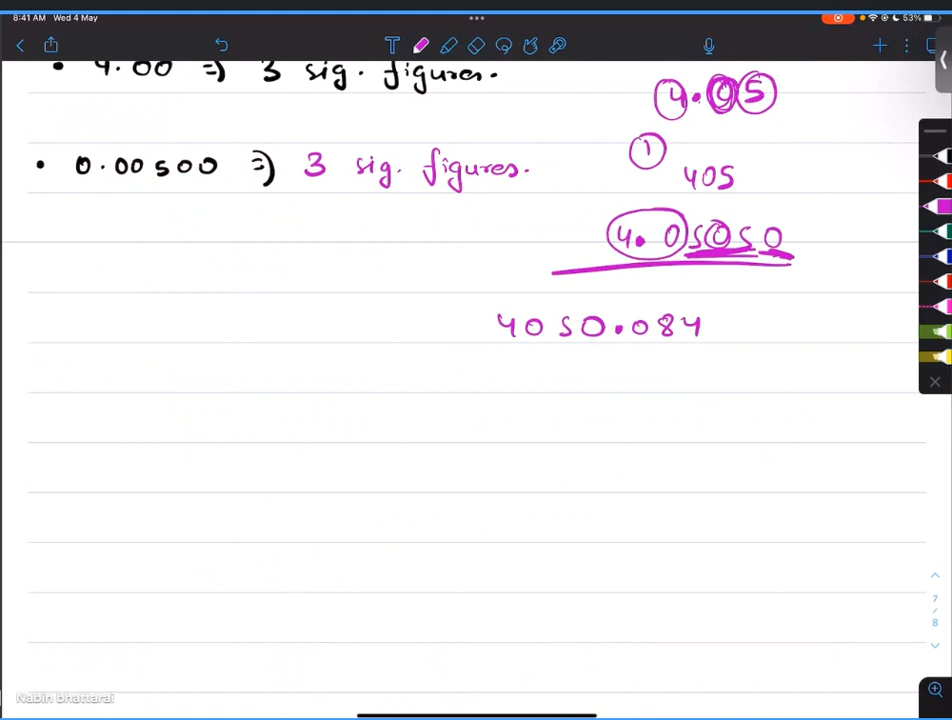 8:41 AM Wed 4 May
53%
T
• 4.00 => 3 sig. figures.
4.05
• 0.00500 => 3 sig. figures.
1
405
4.05050
4050.084
7
/
8
Nabin bhattarai